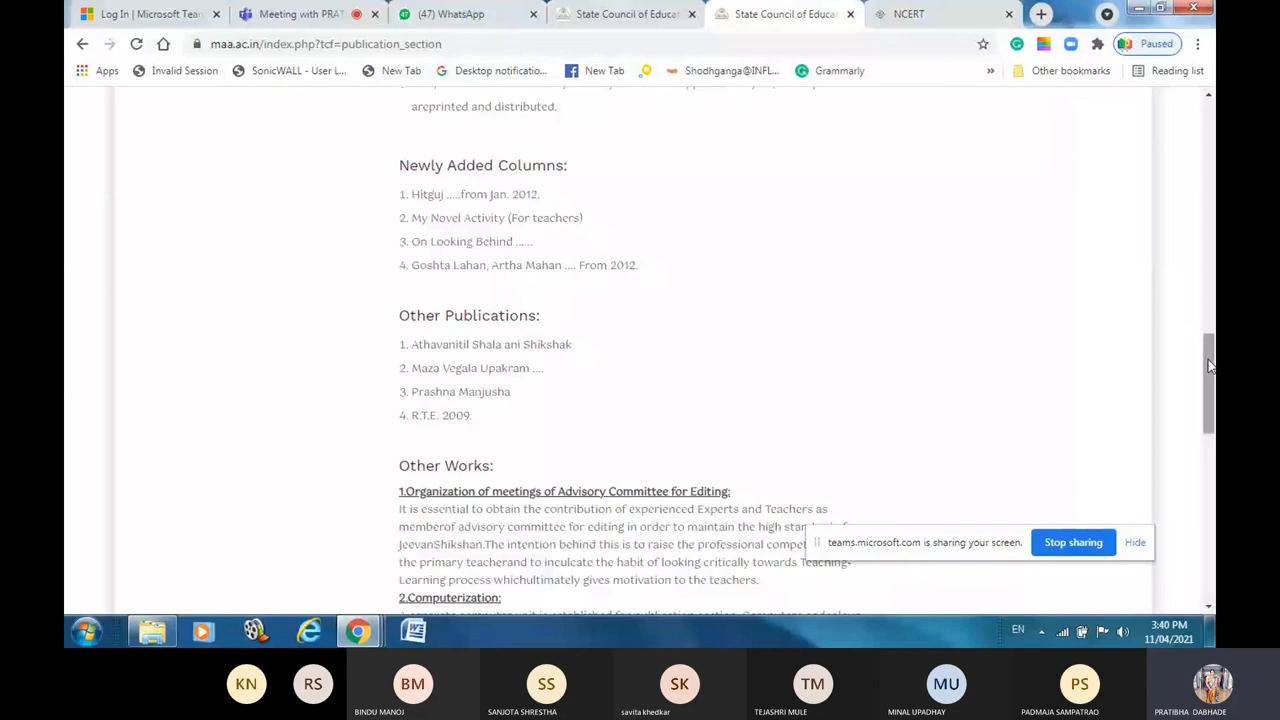 Log In | Microsoft Tea
Meeting with PRAT
(47) WhatsApp
State Council of Educat
State Council of Educat
NCERT
maa.ac.in/index.php?tcf=publication_section
Paused
Apps
Invalid Session
SonicWALL - User L...
New Tab
Desktop notificatio...
New Tab
Shodhganga@INFL...
Grammarly
»
Other bookmarks
Reading list
areprinted and distributed.
Newly Added Columns:
1. Hitguj .....from Jan. 2012.
2. My Novel Activity (For teachers)
3. On Looking Behind ......
4. Goshta Lahan, Artha Mahan .... From 2012.
Other Publications:
1. Athavanitil Shala ani Shikshak
2. Maza Vegala Upakram ....
3. Prashna Manjusha
4. R.T.E. 2009.
Other Works:
1.Organization of meetings of Advisory Committee for Editing:
It is essential to obtain the contribution of experienced Experts and Teachers as
memberof advisory committee for editing in order to maintain the high
JeevanShikshan.The intention behind this is to raise the professional
the primary teacherand to inculcate the habit of looking critically towards Teaching-
Learning process whichultimately gives motivation to the teachers.
2.Computerization:
teams.microsoft.com is sharing your screen.
Stop sharing
Hide
EN
3:40 PM
11/04/2021
KN
RS
BM
BINDU MANOJ
SS
SANJOTA SHRESTHA
SK
savita khedkar
TM
TEJASHRI MULE
MU
MINAL UPADHAY
PS
PADMAJA SAMPATRAO
PRATIBHA DABHADE